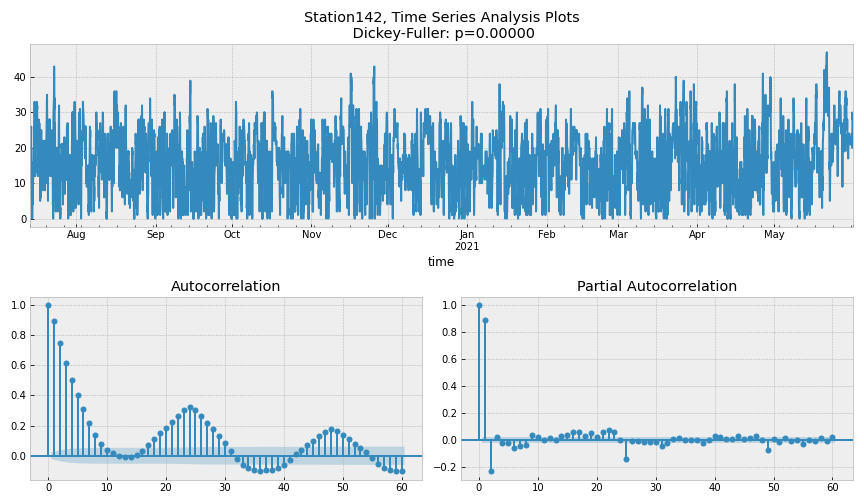 Station142, Time Series Analysis Plots
Dickey-Fuller: p=0.00000
40
30
20
10
0
Aug Sep Oct Nov Dec Jan Feb Mar Apr May
2021
time
Autocorrelation
1.0
0.8
0.6
0.4
0.2
0.0
0 10 20 30 40 50 60
Partial Autocorrelation
1.0
0.8
0.6
0.4
0.2
0.0
−0.2
0 10 20 30 40 50 60